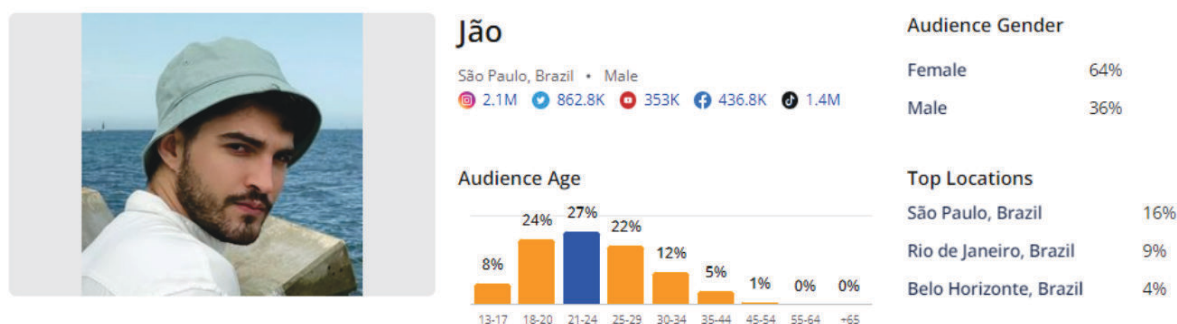 Jão
São Paulo, Brazil • Male
2.1M 862.8K 353K 436.8K 1.4M
Audience Age
8% 24% 27% 22% 12% 5% 1% 0% 0%
13-17 18-20 21-24 25-29 30-34 35-44 45-54 55-64 +65
Audience Gender
Female 64%
Male 36%
Top Locations
São Paulo, Brazil 16%
Rio de Janeiro, Brazil 9%
Belo Horizonte, Brazil 4%